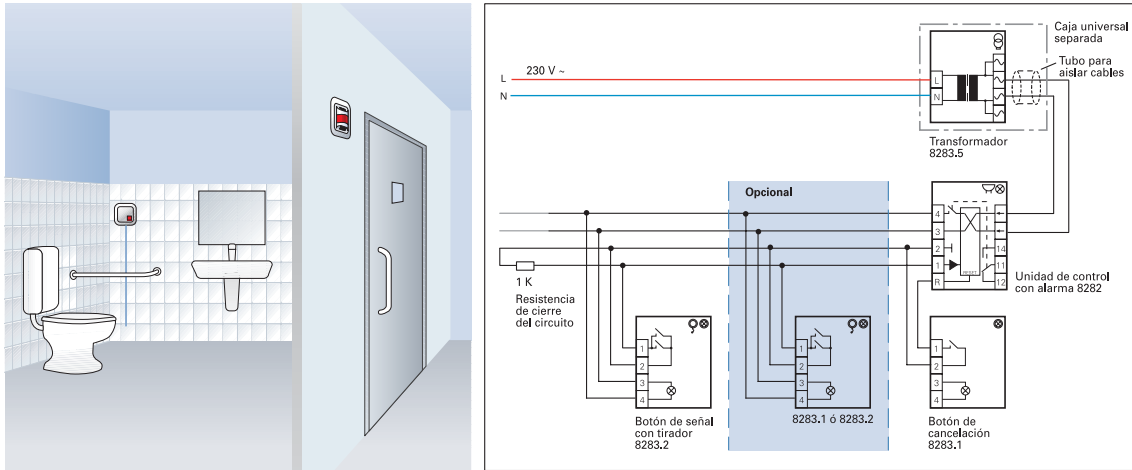 Caja universal
separada
Tubo para
aislar cables
L
230 V ~
N
L
N
Transformador
8283.5
Opcional
4
3
2
1
R
14
11
12
RESET
Unidad de control
con alarma 8282
1 K
Resistencia
de cierre
del circuito
1
2
3
4
Botón de señal
con tirador
8283.2
1
2
3
4
8283.1 ó 8283.2
1
2
Botón de
cancelación
8283.1